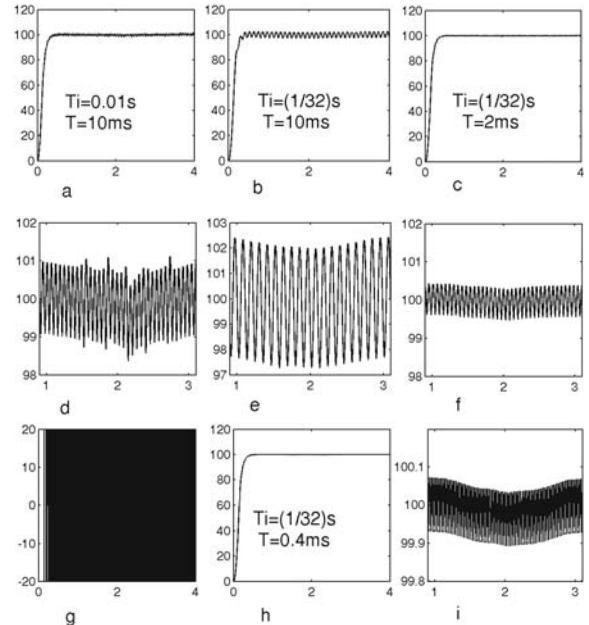 120 120 120
100 100 100
80 80 80
60 60 60
40 40 40
20 20 20
0 0 0
Ti=0.01s
T=10ms
Ti=(1/32)s
T=10ms
Ti=(1/32)s
T=2ms
0 2 4 0 2 4 0 2 4
a b c
102 103 102
101 102 101
100 101 100
99 100 99
98 99 98
98
97
1 2 3 1 2 3 1 2 3
d e f
20 120
10 100 100.1
0 80 100
-10 60 99.9
-20 40 99.8
20
0
Ti=(1/32)s
T=0.4ms
0 2 4 0 2 4 1 2 3
g h i